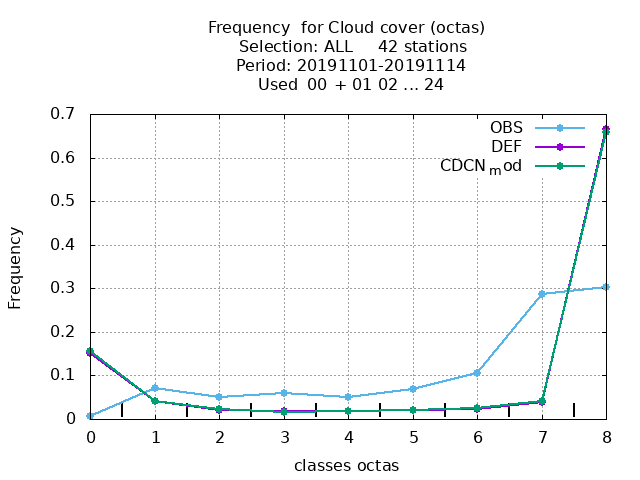 Frequency  for Cloud cover (octas)
Selection: ALL     42 stations
Period: 20191101-20191114
Used  00 + 01 02 ... 24
0.7
0.6
0.5
0.4
0.3
0.2
0.1
0
Frequency
OBS
DEF
CDCN_mod
0 1 2 3 4 5 6 7 8
classes octas